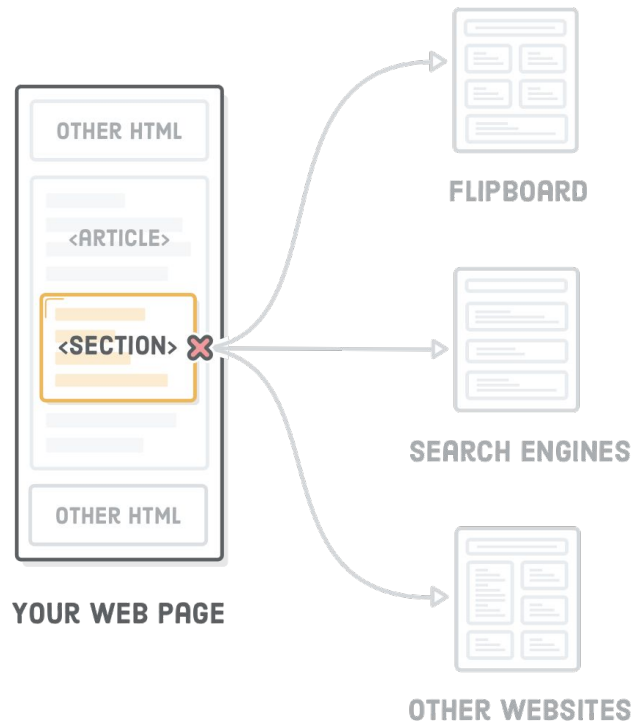 OTHER HTML
<ARTICLE>
<SECTION>
OTHER HTML
YOUR WEB PAGE
FLIPBOARD
SEARCH ENGINES
OTHER WEBSITES